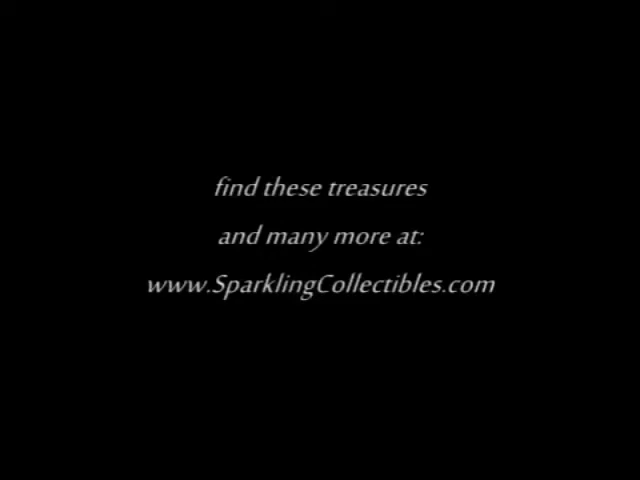 find these treasures
and many more at:
www.SparklingCollectibles.com